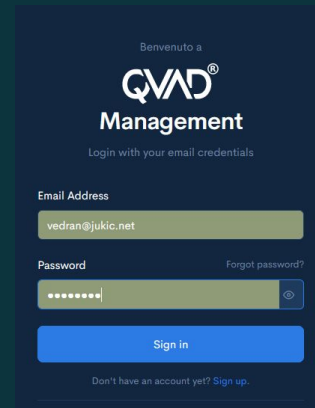 Benvenuto a
QVAD®
Management
Login with your email credentials
Email Address
vedran@jukic.net
Password
Forgot password?
••••••••
Sign in
Don't have an account yet? Sign up.